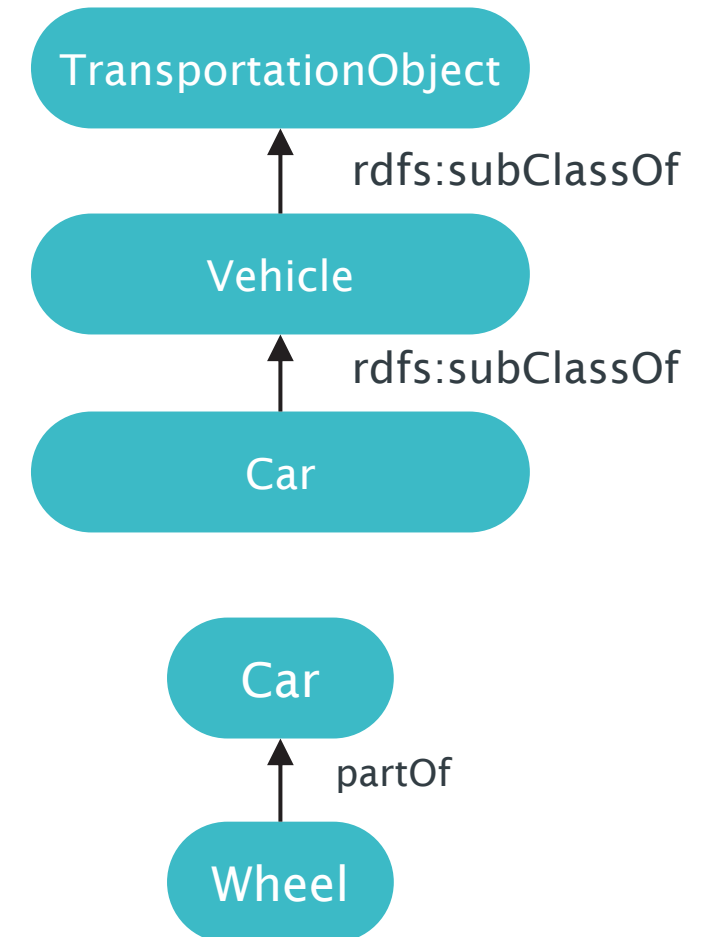 TransportationObject
rdfs:subClassOf
Vehicle
rdfs:subClassOf
Car
Car
partOf
Wheel